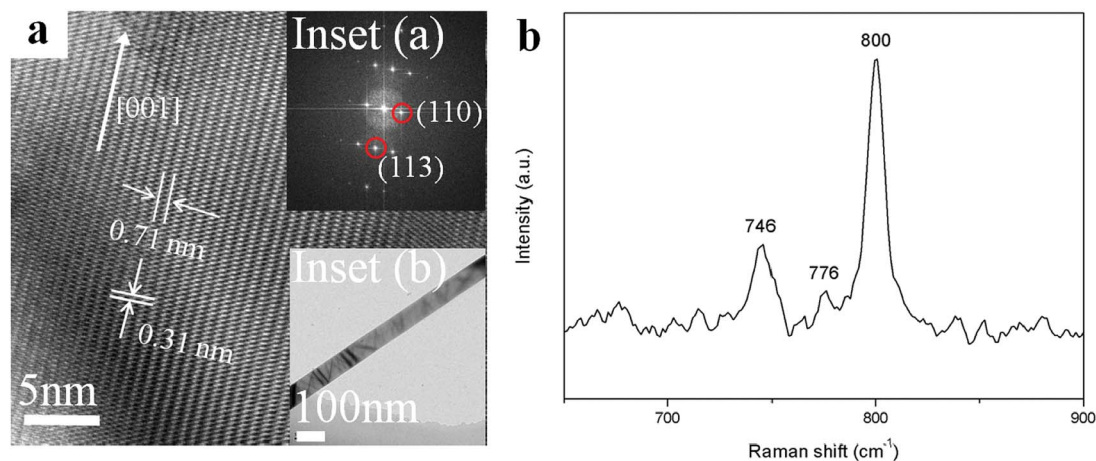 a
Inset (a)
[001]
(110)
(113)
0.71 nm
Inset (b)
0.31 nm
5nm
100nm
b
800
746
776
Intensity (a.u.)
700
800
900
Raman shift (cm⁻¹)